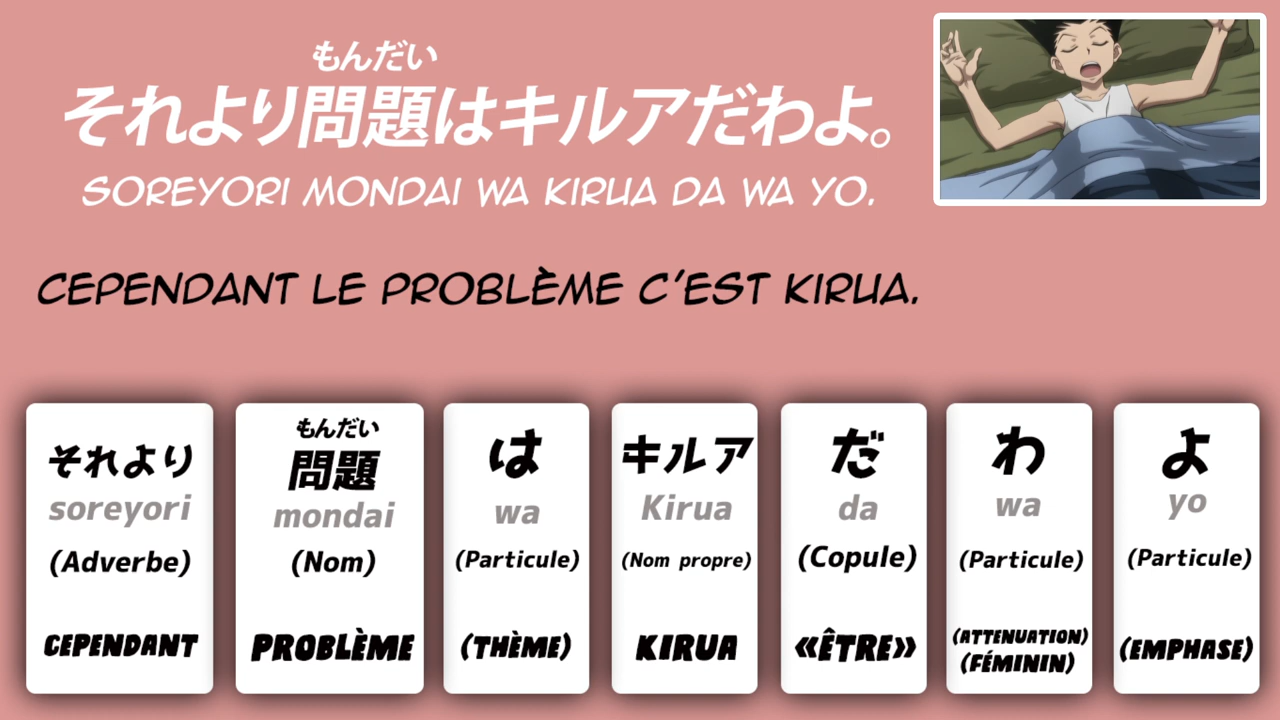 もんだい
それより問題はキルアだわよ。
SOREYORI MONDAI WA KIRUA DA WA YO.
CEPENDANT LE PROBLÈME C'EST KIRUA.
それより
soreyori
(Adverbe)
CEPENDANT
もんだい
問題
mondai
(Nom)
PROBLÈME
は
wa
(Particule)
(THÈME)
キルア
Kirua
(Nom propre)
KIRUA
だ
da
(Copule)
«ÊTRE»
わ
wa
(Particule)
(ATTENUATION)
(FÉMININ)
よ
yo
(Particule)
(EMPHASE)